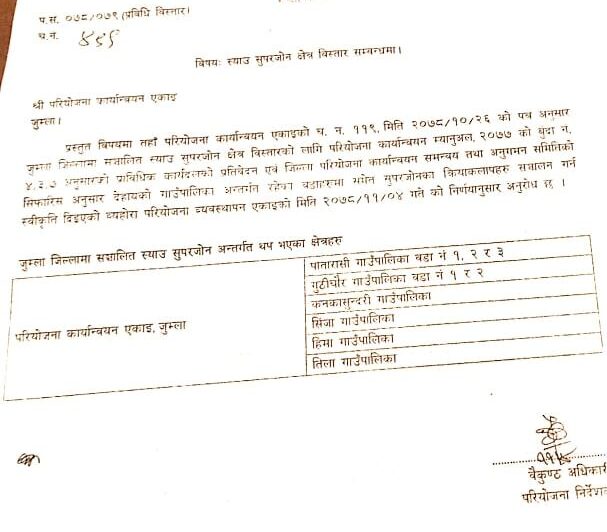 प.स. ०७८/०७९ (प्रविधि विस्तार)
च.न. ४६९
विषयः स्याउ सुपरजोन क्षेत्र विस्तार सम्बन्धमा।
श्री परियोजना कार्यान्वयन एकाइ
जुम्ला।
प्रस्तुत विषयमा तहाँ परियोजना कार्यान्वयन एकाइको च. न. ११९, मिति २०७८/१०/२६ को पत्र अनुसार
जुम्ला जिल्लामा सञ्चालित स्याउ सुपरजोन क्षेत्र विस्तारको लागि परियोजना कार्यान्वयन म्यानुअल, २०७७ को बुंदा न.
४.३.७ अनुसारको प्राविधिक कार्यदलको प्रतिवेदन एवं जिल्ला परियोजना कार्यान्वयन समन्वय तथा अनुगमन समितिको
सिफारिस अनुसार देहायको गाउँपालिका अन्तर्गत रहेका वडाहरुमा समेत सुपरजोनका क्रियाकलापहरु सञ्चालन गर्न
स्वीकृति दिइएको व्यहोरा परियोजना व्यवस्थापन एकाइको मिति २०७८/११/०४ गते को निर्णयानुसार अनुरोध छ ।
जुम्ला जिल्लामा सञ्चालित स्याउ सुपरजोन अन्तर्गत थप भएका क्षेत्रहरु
परियोजना कार्यान्वयन एकाइ, जुम्ला
पातारासी गाउँपालिका वडा नं १, २ र ३
गुठीचौर गाउँपालिका वडा नं १ र २
कनकासुन्दरी गाउँपालिका
सिंजा गाउँपालिका
हिमा गाउँपालिका
तिला गाउँपालिका
वैकुण्ठ अधिकारी
परियोजना निर्देशक